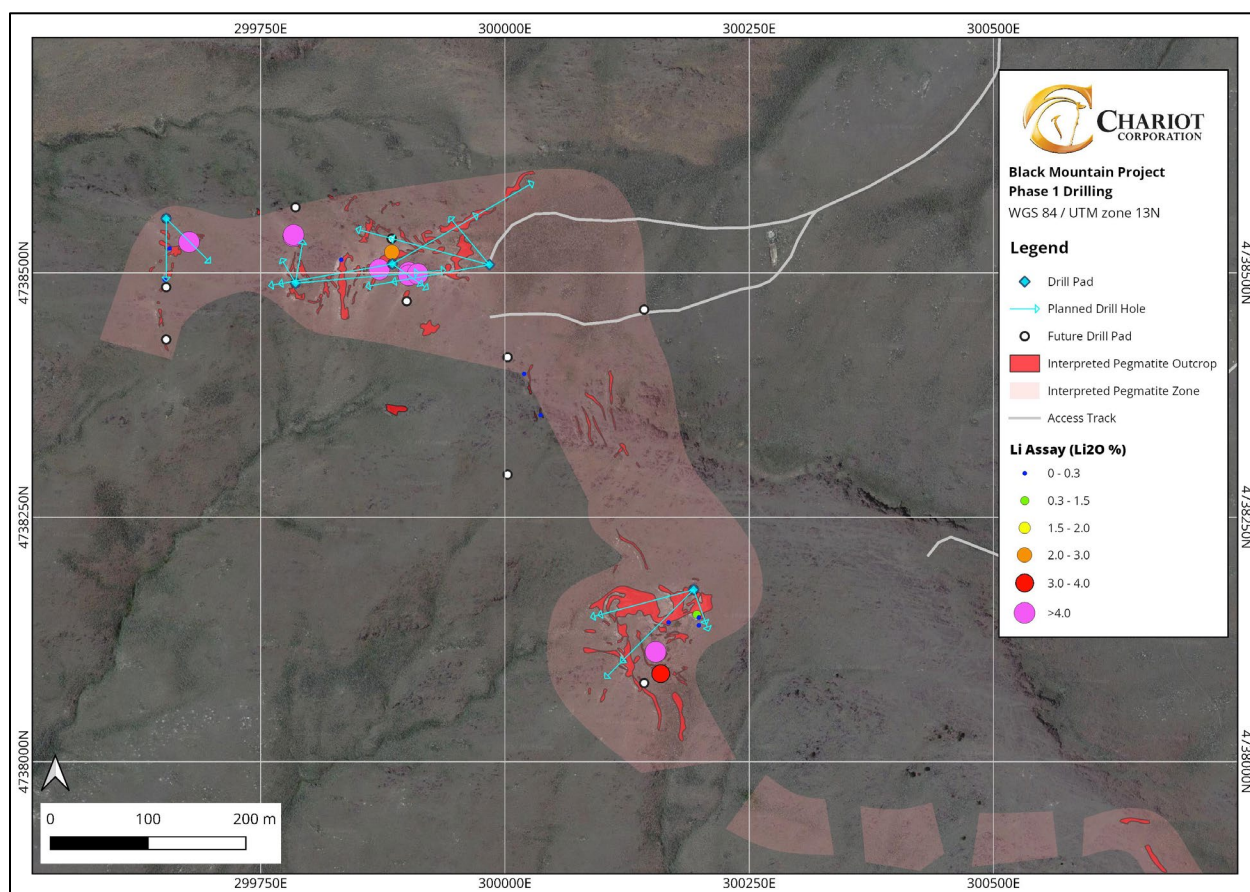 299750E 300000E 300250E 300500E
CHARIOT
CORPORATION
Black Mountain Project
Phase 1 Drilling
WGS 84 / UTM zone 13N
Legend
Drill Pad
Planned Drill Hole
Future Drill Pad
Interpreted Pegmatite Outcrop
Interpreted Pegmatite Zone
Access Track
Li Assay (Li2O %)
0 - 0.3
0.3 - 1.5
1.5 - 2.0
2.0 - 3.0
3.0 - 4.0
>4.0
4738500N 4738500N
4738250N 4738250N
4738000N 4738000N
0 100 200 m
299750E 300000E 300250E 300500E